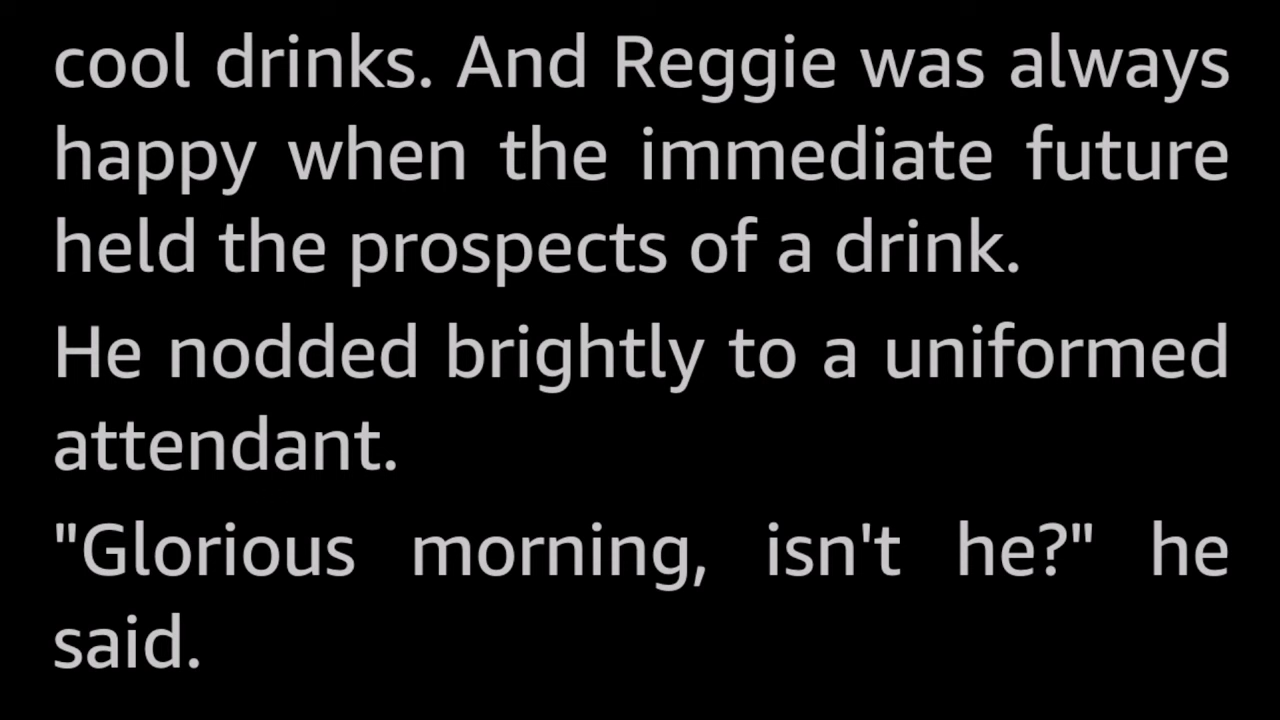 cool drinks. And Reggie was always
happy when the immediate future
held the prospects of a drink.
He nodded brightly to a uniformed
attendant.
"Glorious morning, isn't he?" he
said.